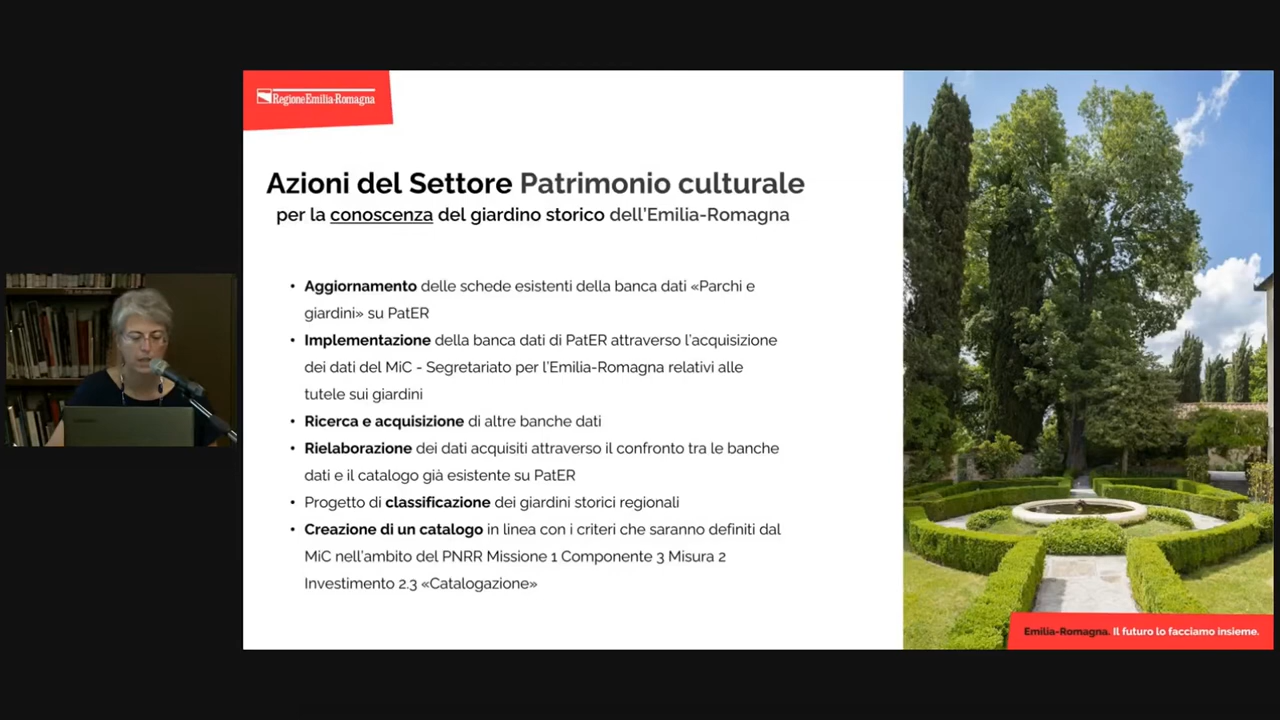 RegioneEmilia-Romagna
Azioni del Settore Patrimonio culturale
per la conoscenza del giardino storico dell'Emilia-Romagna
• Aggiornamento delle schede esistenti della banca dati «Parchi e
giardini» su PatER
• Implementazione della banca dati di PatER attraverso l'acquisizione
dei dati del MiC - Segretariato per l'Emilia-Romagna relativi alle
tutele sui giardini
• Ricerca e acquisizione di altre banche dati
• Rielaborazione dei dati acquisiti attraverso il confronto tra le banche
dati e il catalogo già esistente su PatER
• Progetto di classificazione dei giardini storici regionali
• Creazione di un catalogo in linea con i criteri che saranno definiti dal
MiC nell'ambito del PNRR Missione 1 Componente 3 Misura 2
Investimento 2.3 «Catalogazione»
Emilia-Romagna. Il futuro lo facciamo insieme.